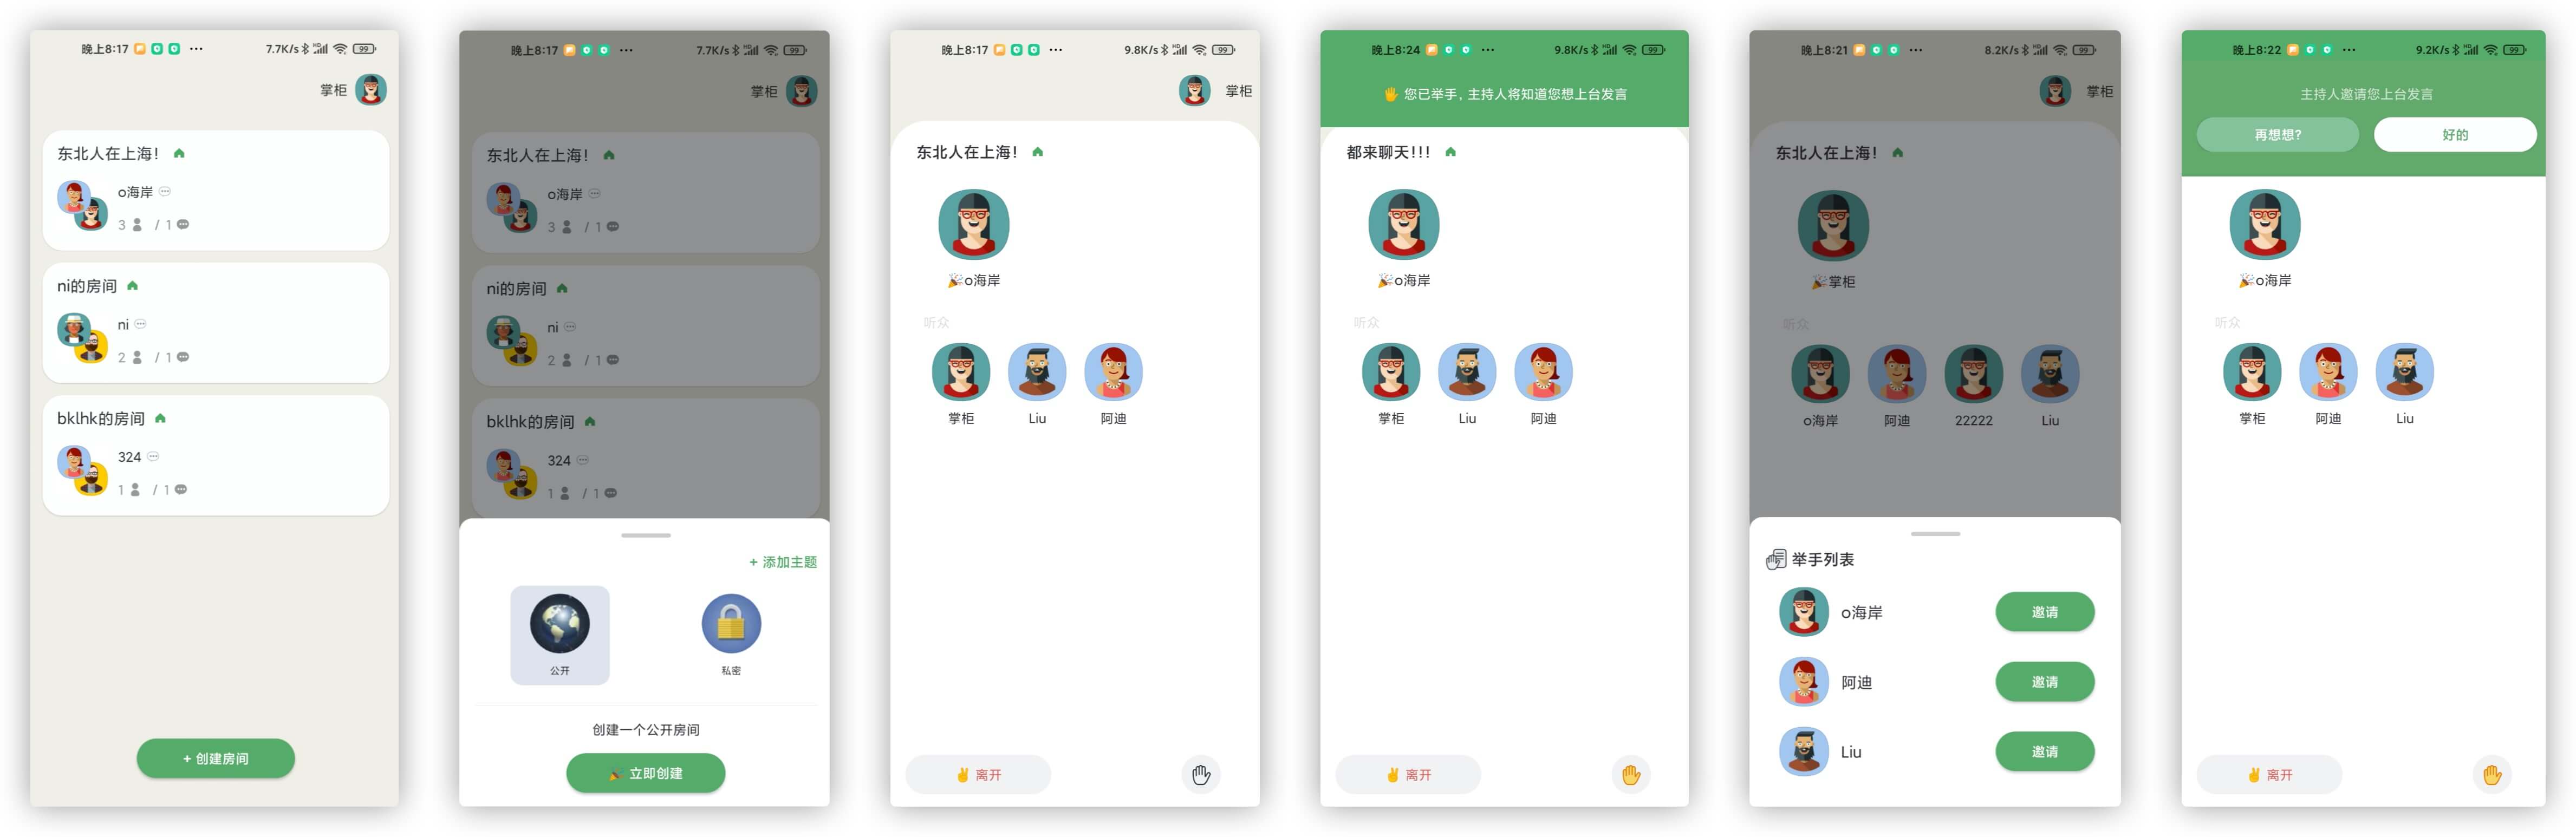 晚上8:17 ··· 7.7K/s HD 99
掌柜
东北人在上海!
o海岸
3 / 1
ni的房间
ni
2 / 1
bklhk的房间
324
1 / 1
+ 创建房间
晚上8:17 ··· 7.7K/s HD 99
掌柜
东北人在上海!
o海岸
3 / 1
ni的房间
ni
2 / 1
bklhk的房间
324
1 / 1
+ 添加主题
公开 私密
创建一个公开房间
立即创建
晚上8:17 ··· 9.8K/s HD 99
掌柜
东北人在上海!
o海岸
听众
掌柜 Liu 阿迪
离开
晚上8:24 ··· 9.8K/s HD 99
您已举手, 主持人将知道您想上台发言
都来聊天!!!
o海岸
听众
掌柜 Liu 阿迪
离开
晚上8:21 ··· 8.2K/s HD 99
掌柜
东北人在上海!
掌柜
听众
o海岸 阿迪 22222 Liu
举手列表
o海岸 邀请
阿迪 邀请
Liu 邀请
晚上8:22 ··· 9.2K/s HD 99
主持人邀请您上台发言
再想想? 好的
o海岸
听众
掌柜 阿迪 Liu
离开